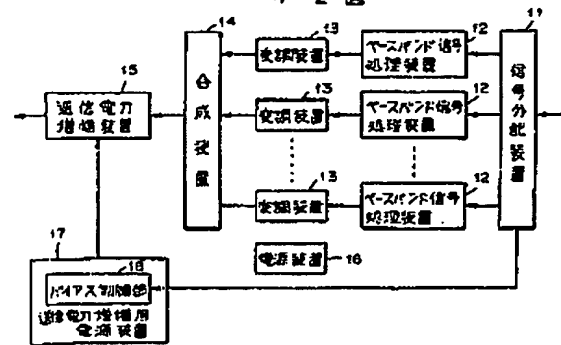 第 2 図
14
13
12
11
ベースバンド信号
処理装置
変調装置
15
送信電力
増幅装置
合成装置
13
変調装置
12
ベースバンド信号
処理装置
信号分配装置
13
変調装置
12
ベースバンド信号
処理装置
17
18
バイアス制御部
送信電力増幅用
電源装置
電源装置
16